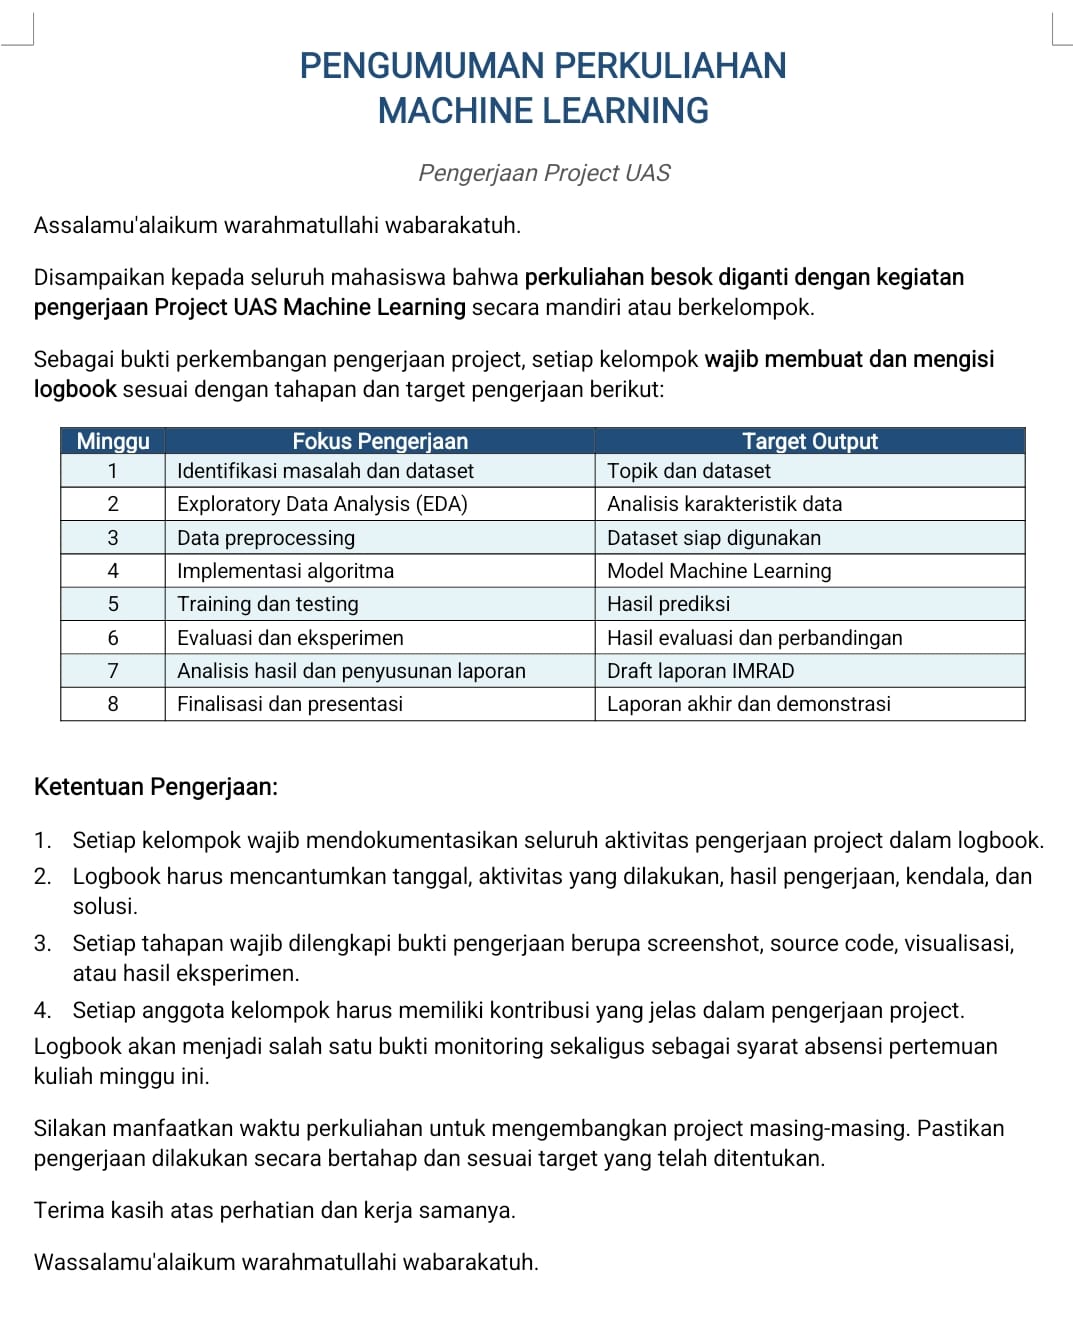 PENGUMUMAN PERKULIAHAN
MACHINE LEARNING
Pengerjaan Project UAS
Assalamu'alaikum warahmatullahi wabarakatuh.
Disampaikan kepada seluruh mahasiswa bahwa perkuliahan besok diganti dengan kegiatan
pengerjaan Project UAS Machine Learning secara mandiri atau berkelompok.
Sebagai bukti perkembangan pengerjaan project, setiap kelompok wajib membuat dan mengisi
logbook sesuai dengan tahapan dan target pengerjaan berikut:
Minggu Fokus Pengerjaan Target Output
1 Identifikasi masalah dan dataset Topik dan dataset
2 Exploratory Data Analysis (EDA) Analisis karakteristik data
3 Data preprocessing Dataset siap digunakan
4 Implementasi algoritma Model Machine Learning
5 Training dan testing Hasil prediksi
6 Evaluasi dan eksperimen Hasil evaluasi dan perbandingan
7 Analisis hasil dan penyusunan laporan Draft laporan IMRAD
8 Finalisasi dan presentasi Laporan akhir dan demonstrasi
Ketentuan Pengerjaan:
1. Setiap kelompok wajib mendokumentasikan seluruh aktivitas pengerjaan project dalam logbook.
2. Logbook harus mencantumkan tanggal, aktivitas yang dilakukan, hasil pengerjaan, kendala, dan
solusi.
3. Setiap tahapan wajib dilengkapi bukti pengerjaan berupa screenshot, source code, visualisasi,
atau hasil eksperimen.
4. Setiap anggota kelompok harus memiliki kontribusi yang jelas dalam pengerjaan project.
Logbook akan menjadi salah satu bukti monitoring sekaligus sebagai syarat absensi pertemuan
kuliah minggu ini.
Silakan manfaatkan waktu perkuliahan untuk mengembangkan project masing-masing. Pastikan
pengerjaan dilakukan secara bertahap dan sesuai target yang telah ditentukan.
Terima kasih atas perhatian dan kerja samanya.
Wassalamu'alaikum warahmatullahi wabarakatuh.